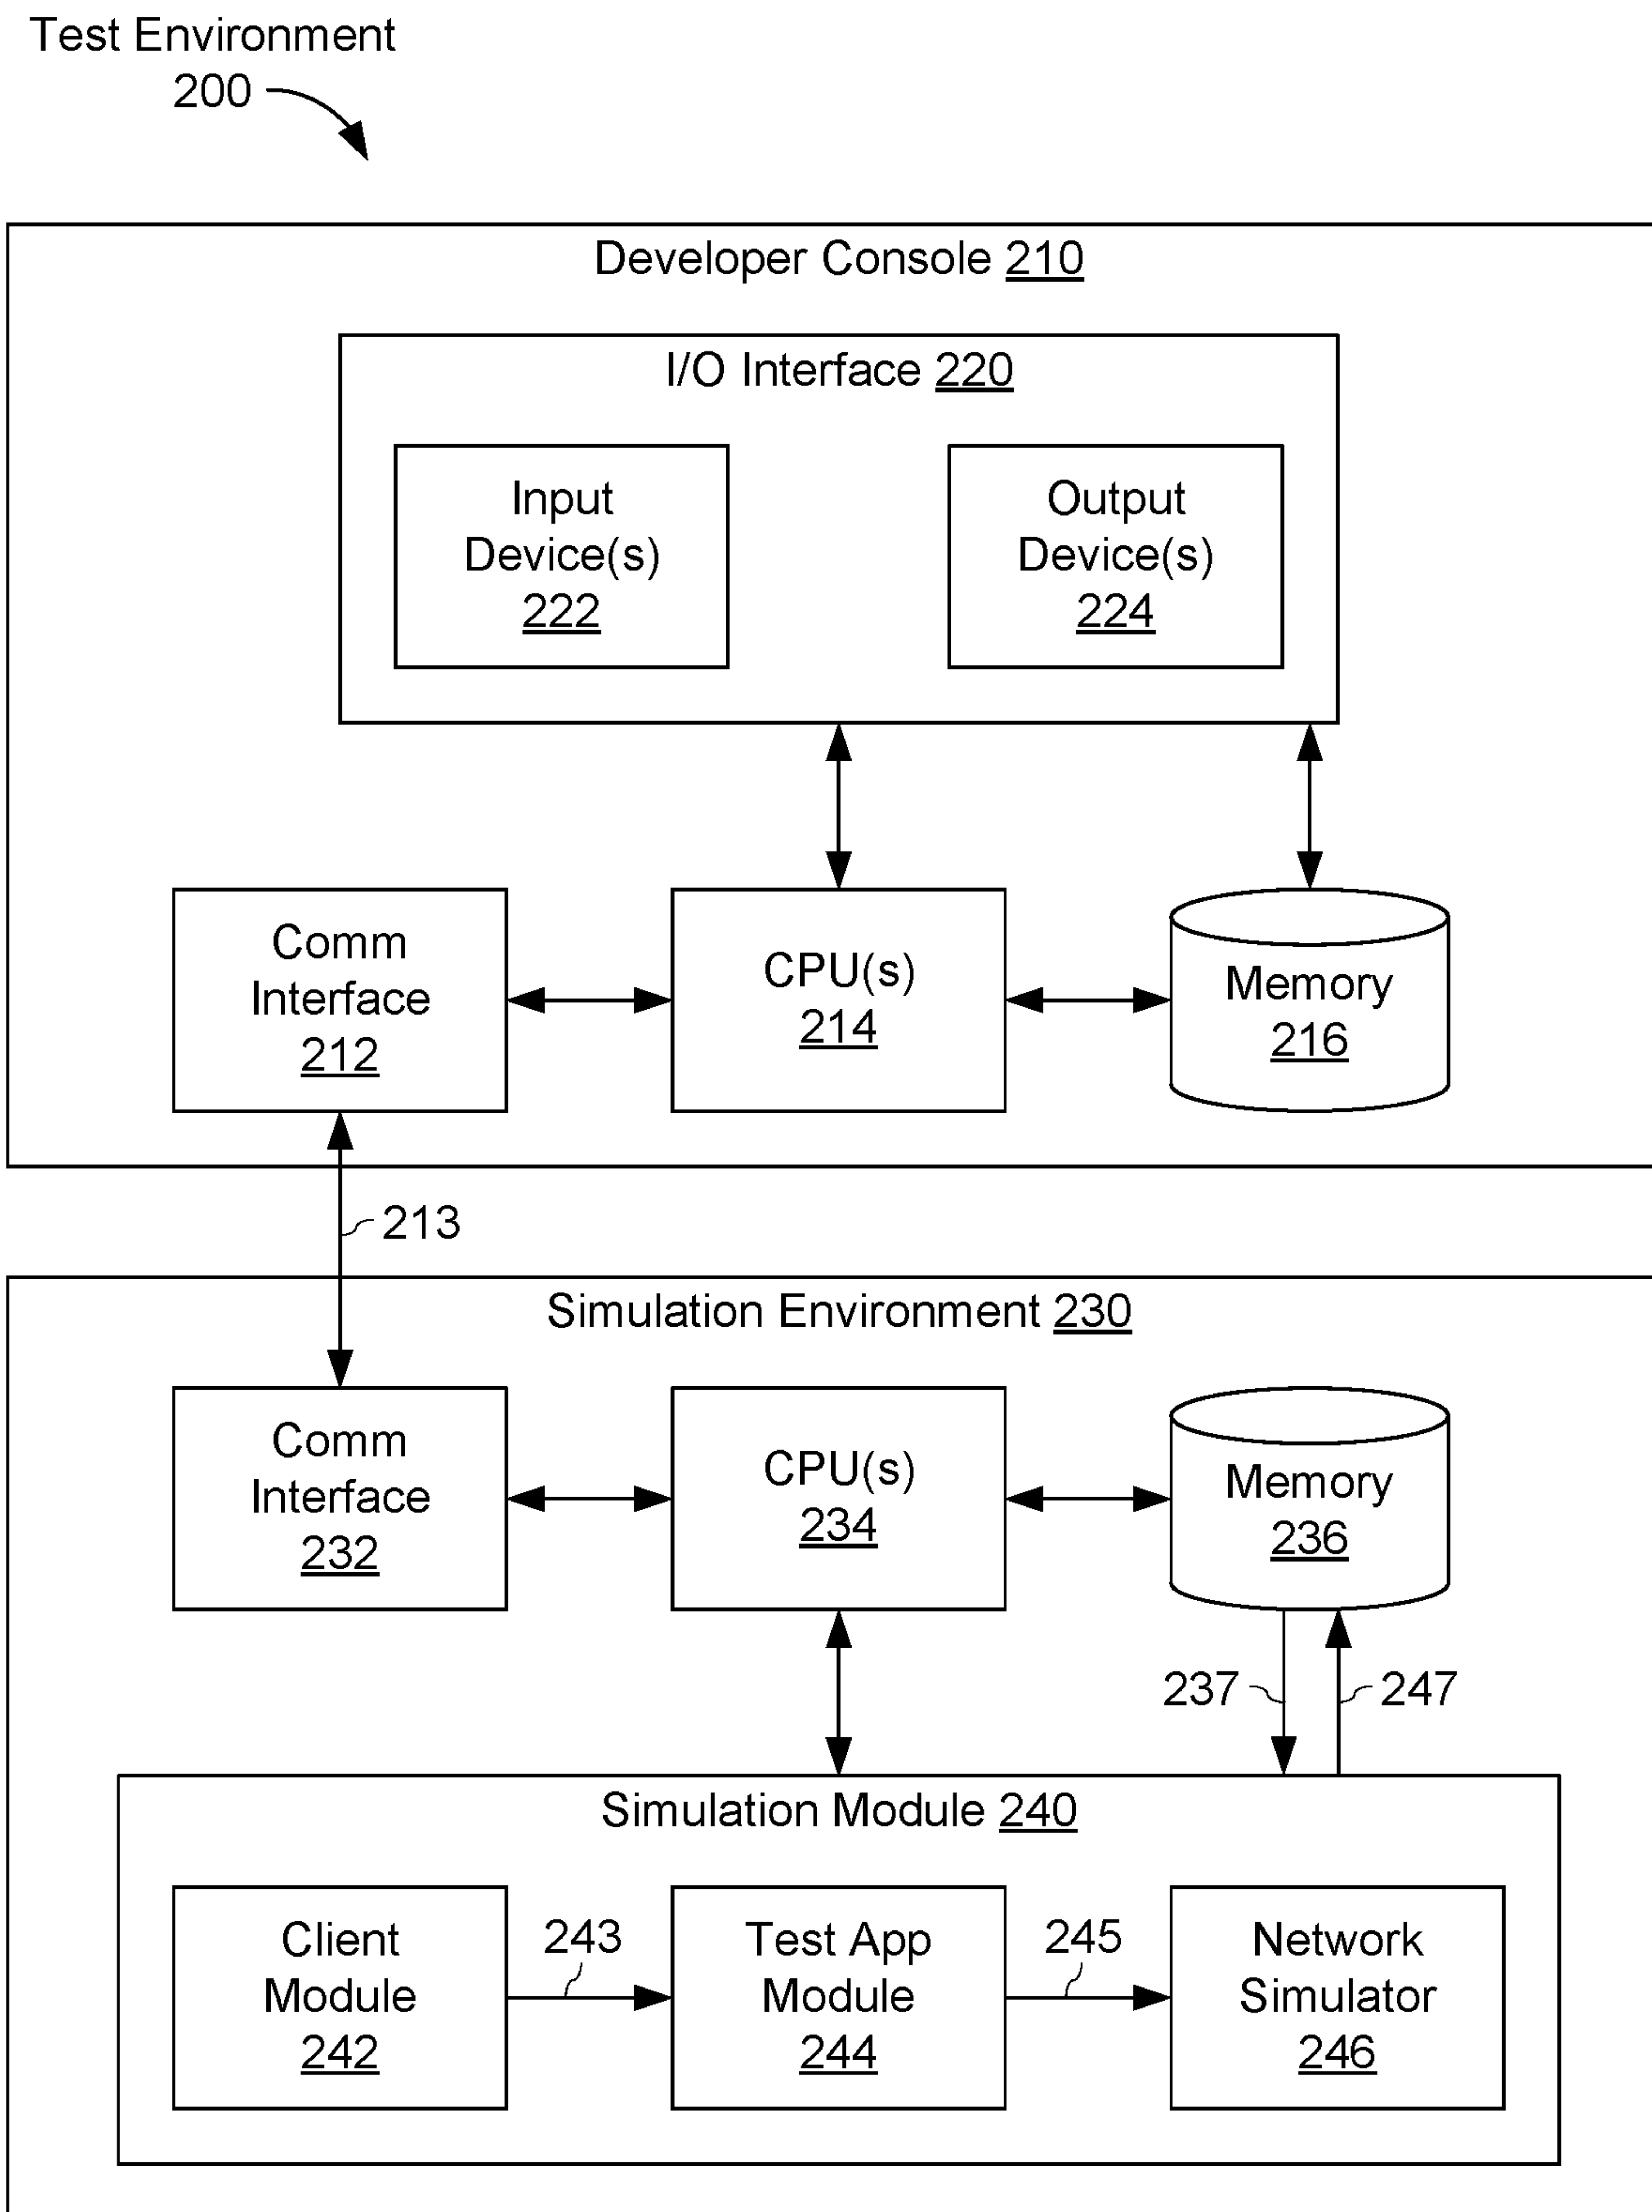 Test Environment
200
Developer Console 210
I/O Interface 220
Input
Device(s)
222
Output
Device(s)
224
Comm
Interface
212
CPU(s)
214
Memory
216
213
Simulation Environment 230
Comm
Interface
232
CPU(s)
234
Memory
236
237
247
Simulation Module 240
Client
Module
242
243
Test App
Module
244
245
Network
Simulator
246